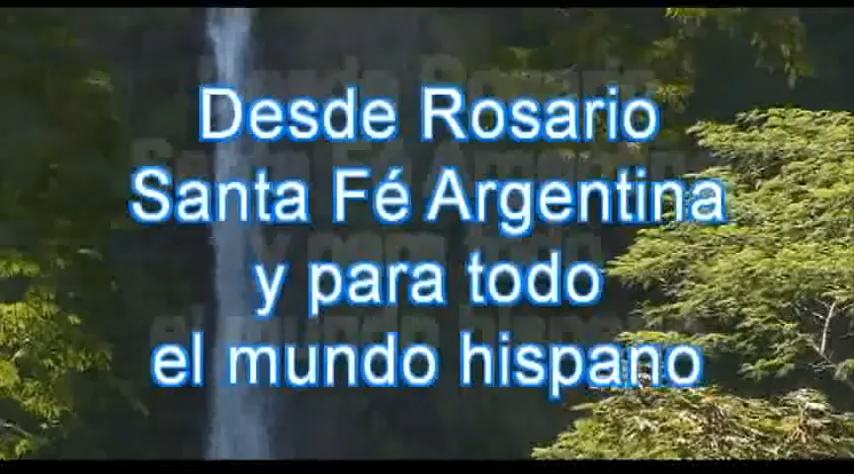 Desde Rosario
Santa Fé Argentina
y para todo
el mundo hispano